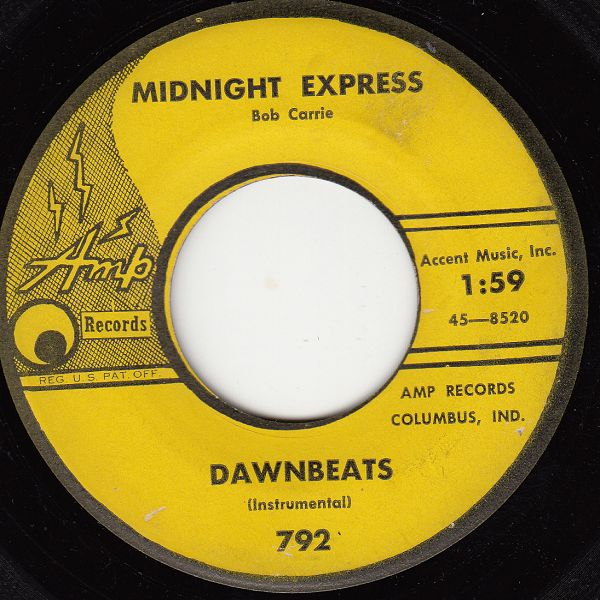 MIDNIGHT EXPRESS
Bob Carrie
Amp
Records
REG. U S PAT. OFF.
Accent Music, Inc.
1:59
45—8520
AMP RECORDS
COLUMBUS, IND.
DAWNBEATS
(Instrumental)
792